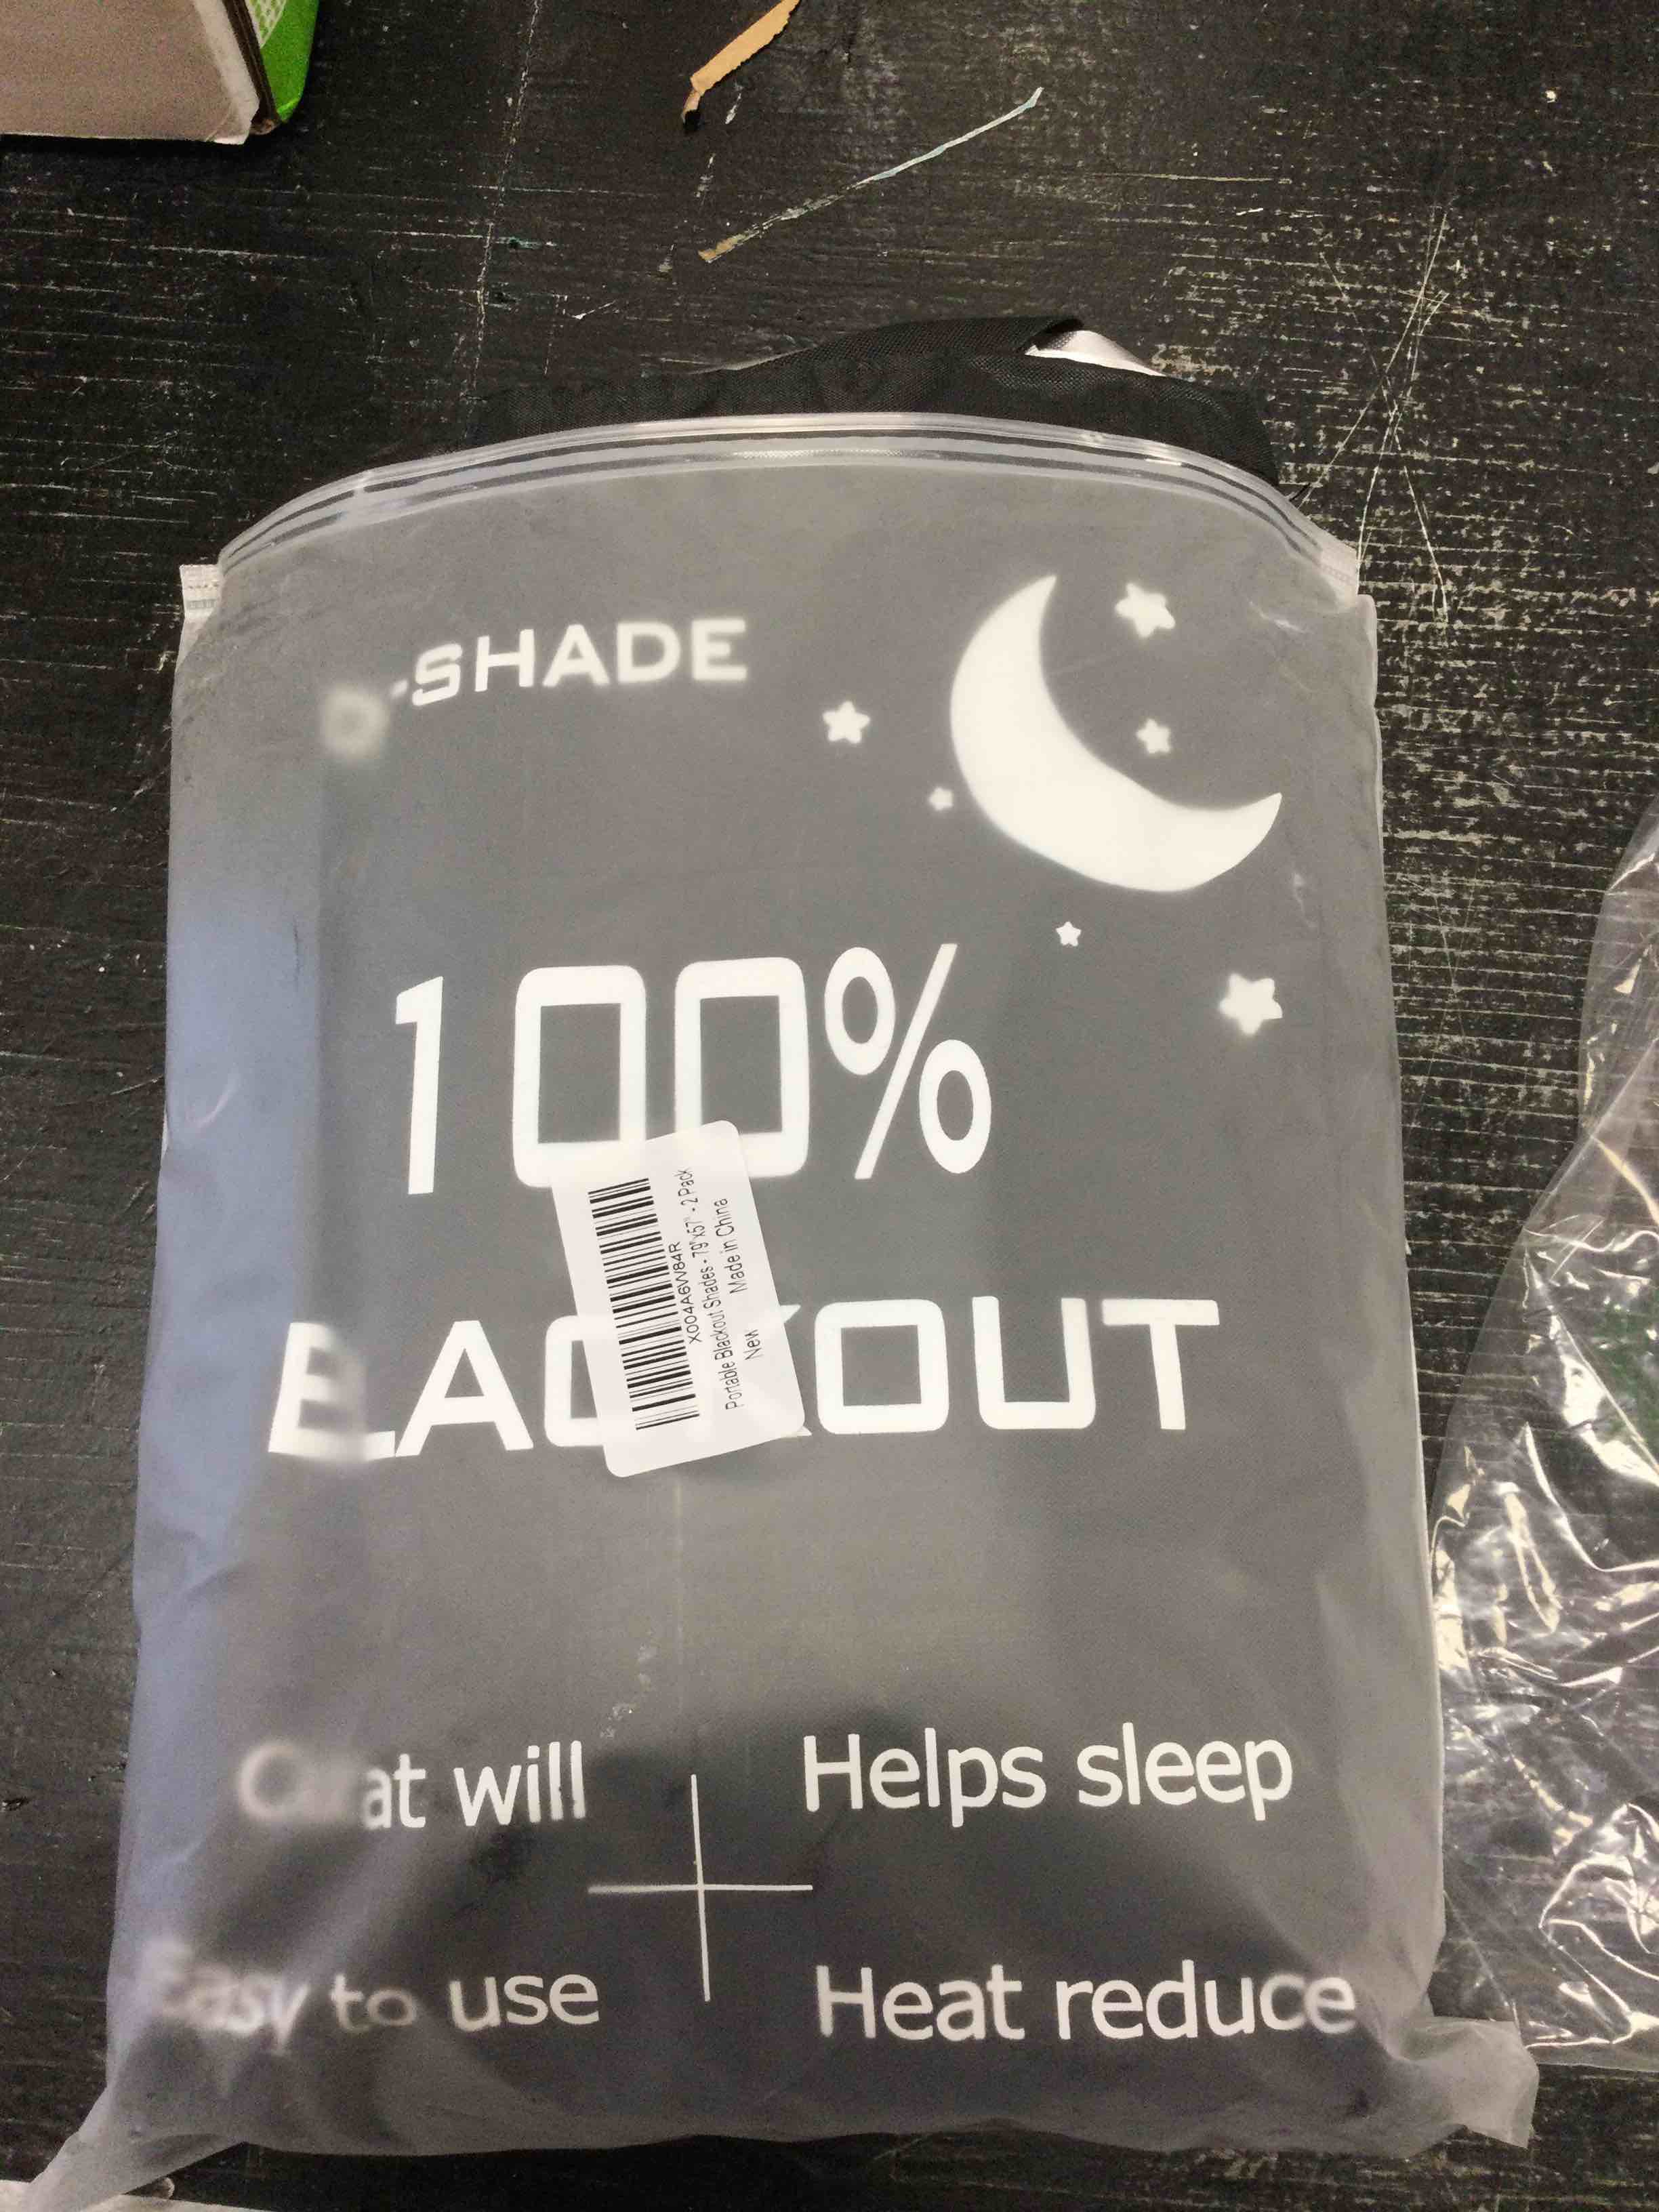 -SHADE
100%
BLACKOUT
X004A6W84R
Portable Blackout Shades - 79"x57" - 2 Pack
New Made in China
at will
Helps sleep
Easy to use
Heat reduce